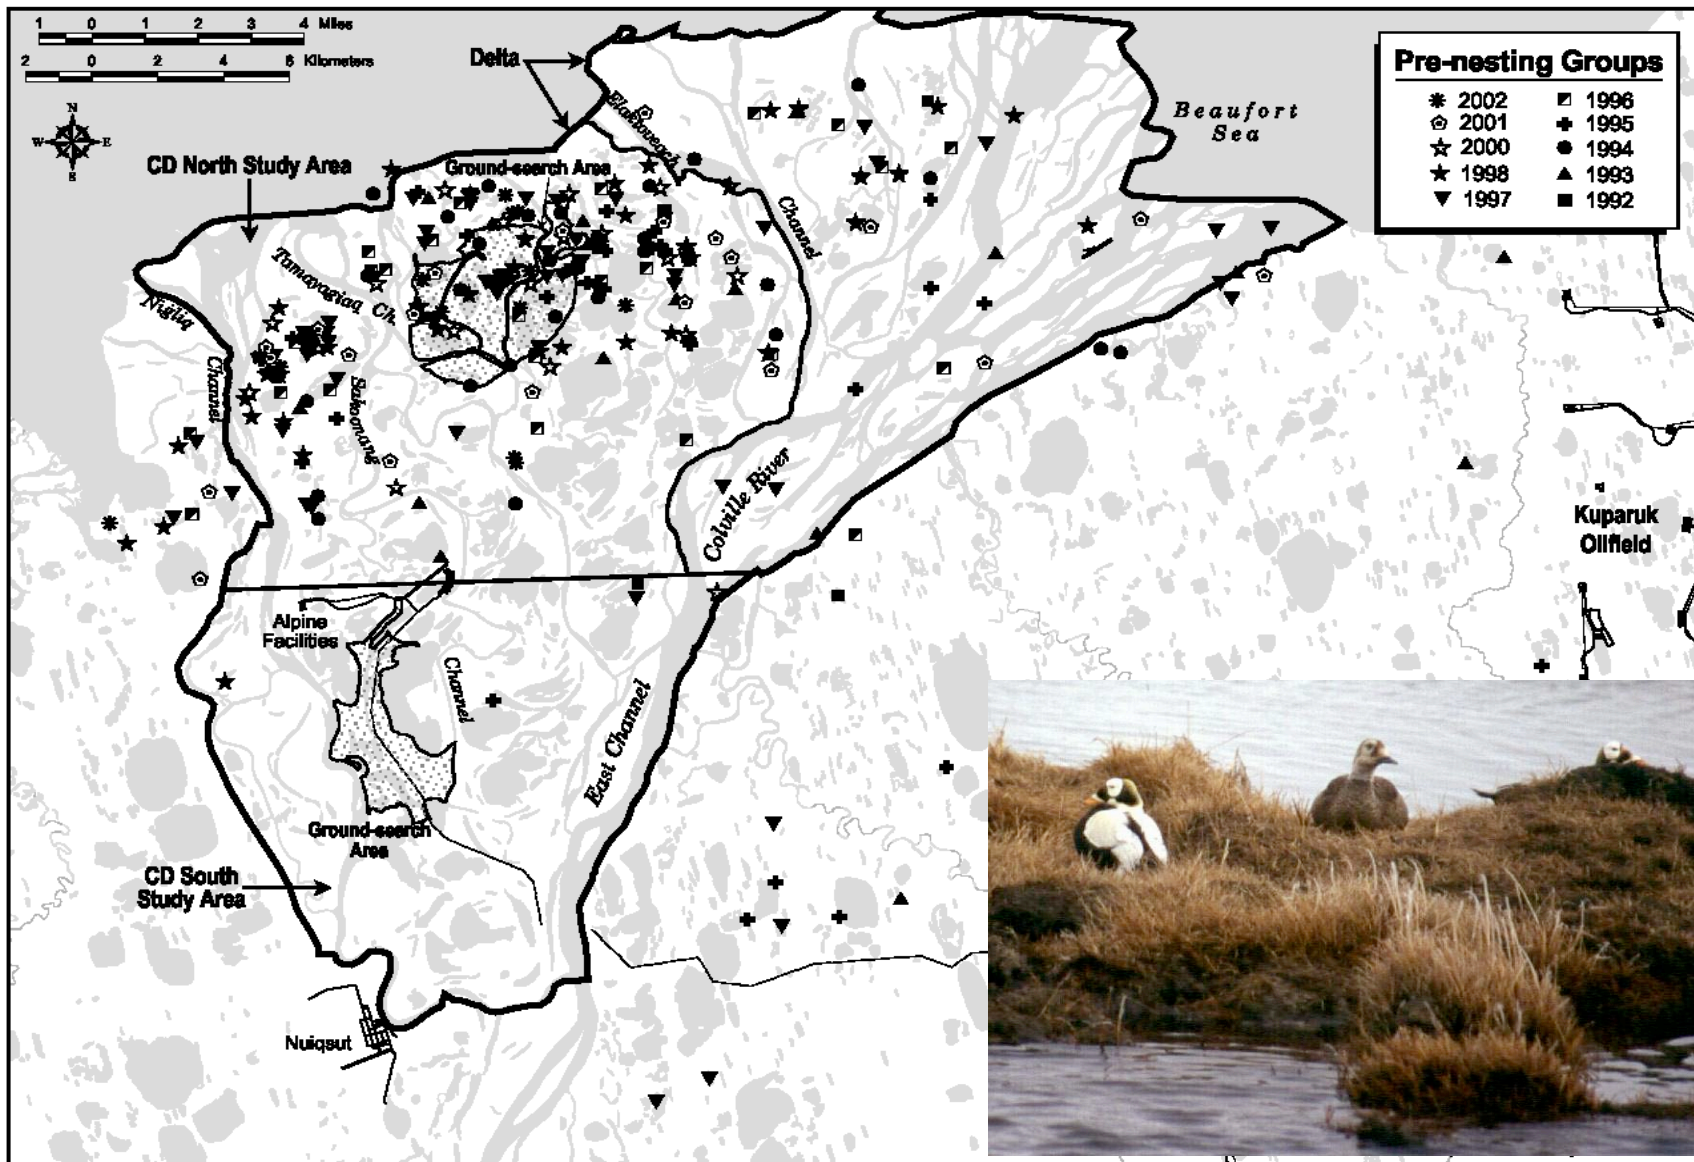 1 0 1 2 3 4 Miles
2 0 2 4 6 Kilometers
N
W E
S
Delta
Pre-nesting Groups
2002 1996
2001 1995
2000 1994
1998 1993
1997 1992
Beaufort
Sea
CD North Study Area
Ground-search Area
Channel
Tamayagiaq Ch.
Nigliq
Channel
Sakoonang
Colville River
Kuparuk
Oilfield
Alpine
Facilities
Channel
East Channel
Ground-search
Area
CD South
Study Area
Nuiqsut